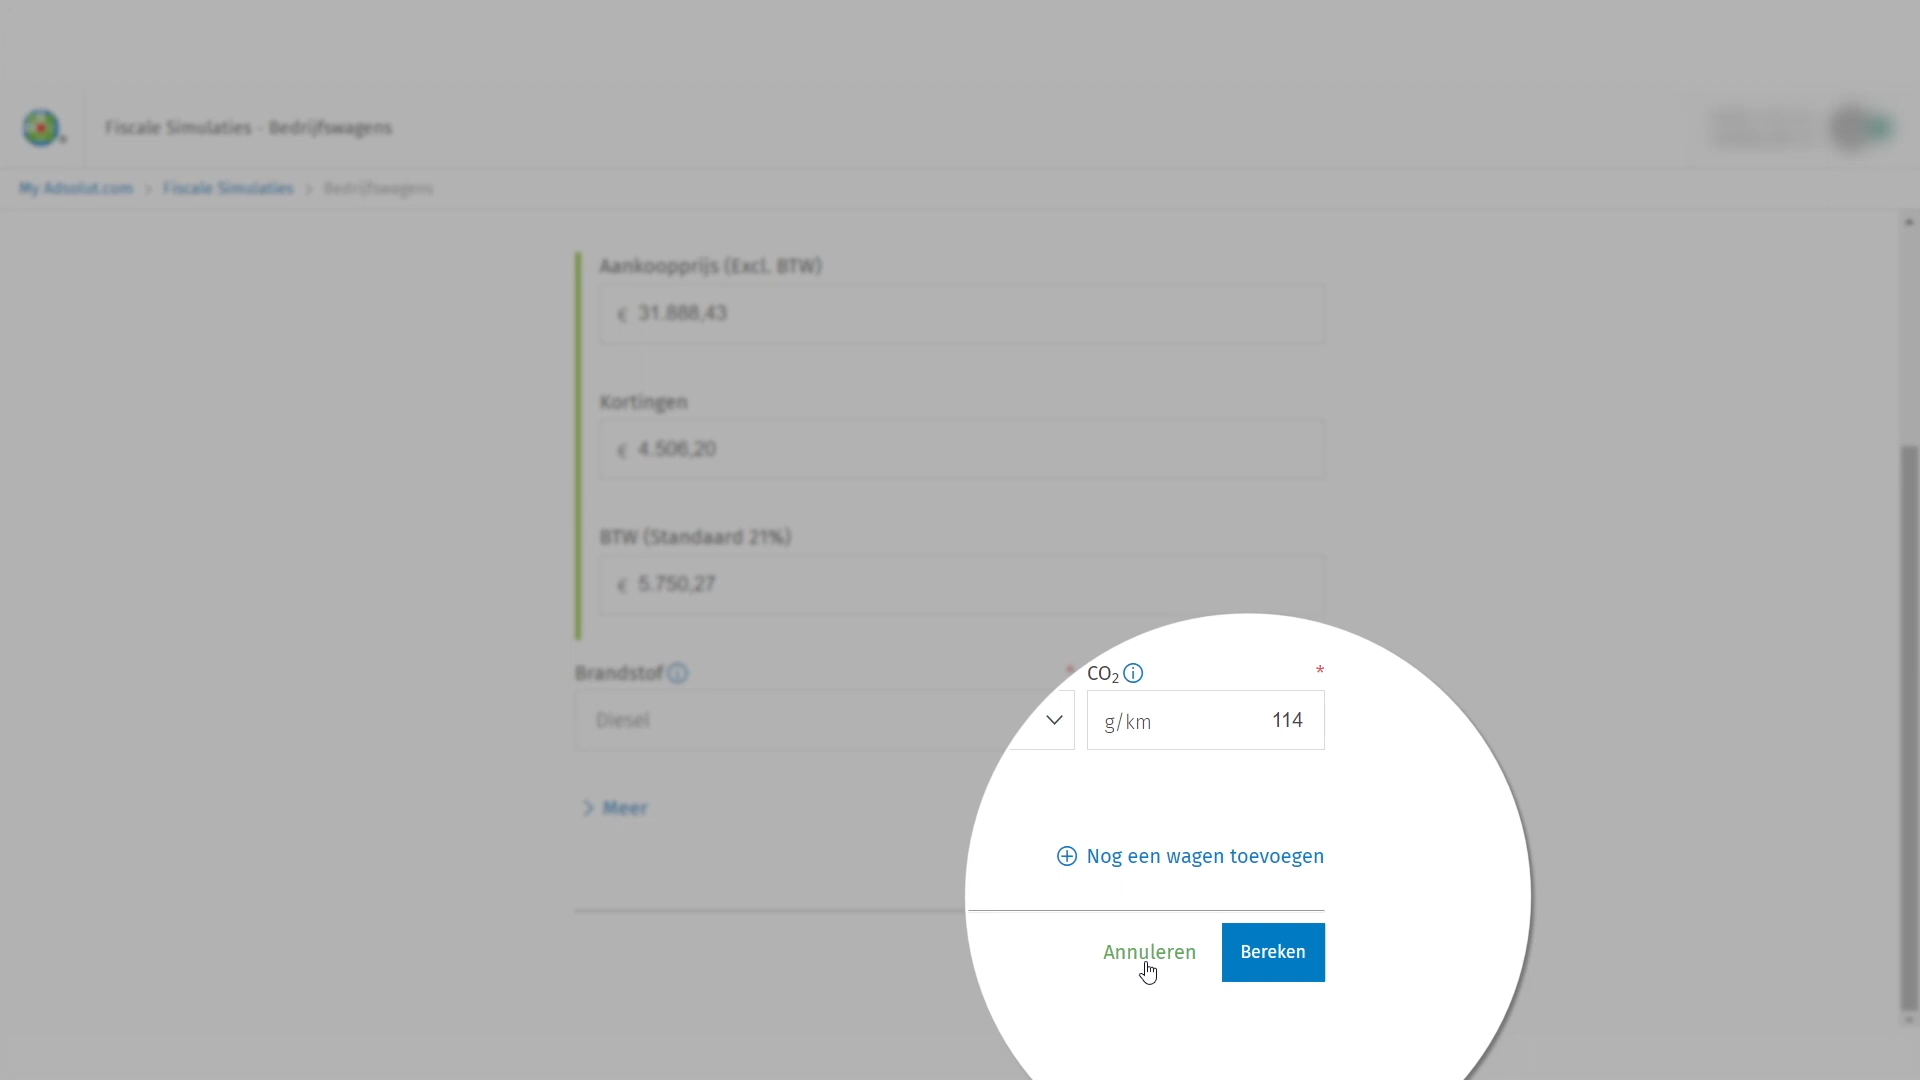 Fiscale Simulaties - Bedrijfswagens
My Adsolut.com > Fiscale Simulaties > Bedrijfswagens
Aankoopprijs (Excl. BTW)
€ 31.888,43
Kortingen
€ 4.506,20
BTW (Standaard 21%)
€ 5.750,27
Brandstof * CO₂ *
Diesel g/km 114
> Meer
Nog een wagen toevoegen
Annuleren Bereken